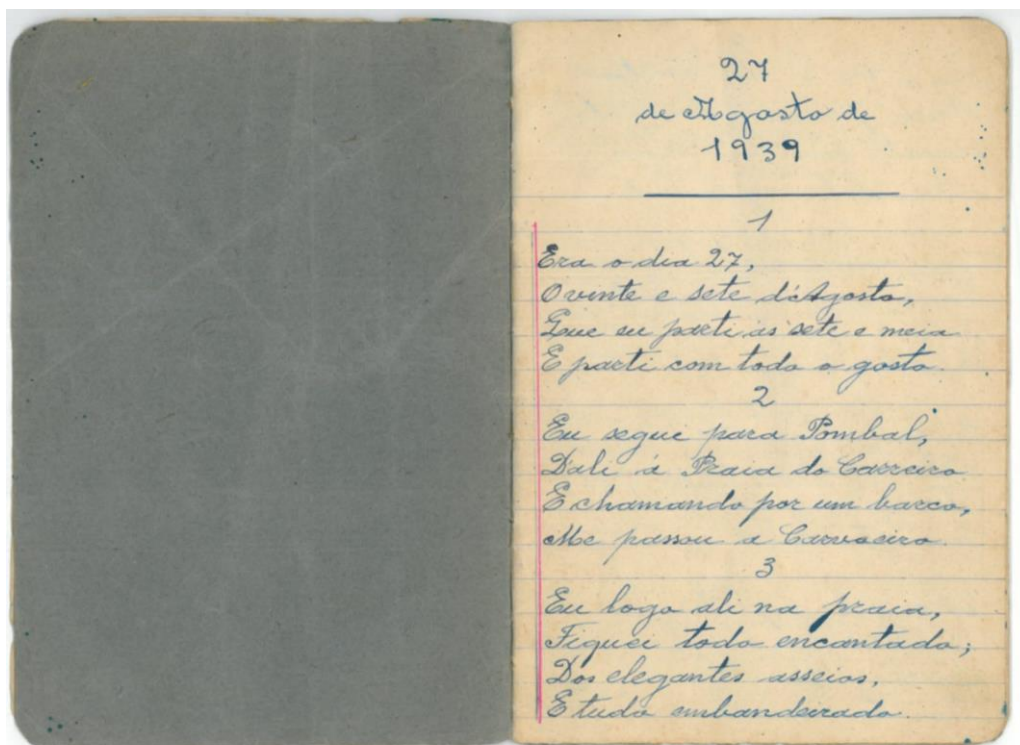 27
de Agosto de
1939
1
Era o dia 27,
O vinte e sete d'Agosto,
Que eu parti as sete e meia
E parti com todo o gosto.
2
Eu segui para Pombal,
Dali á Praia do Carreiro
E chamando por um barco,
Me passou a Carvoeiro.
3
Eu logo ali na praia,
Fiquei todo encantado;
Dos elegantes asseios,
E tudo embandeirado.